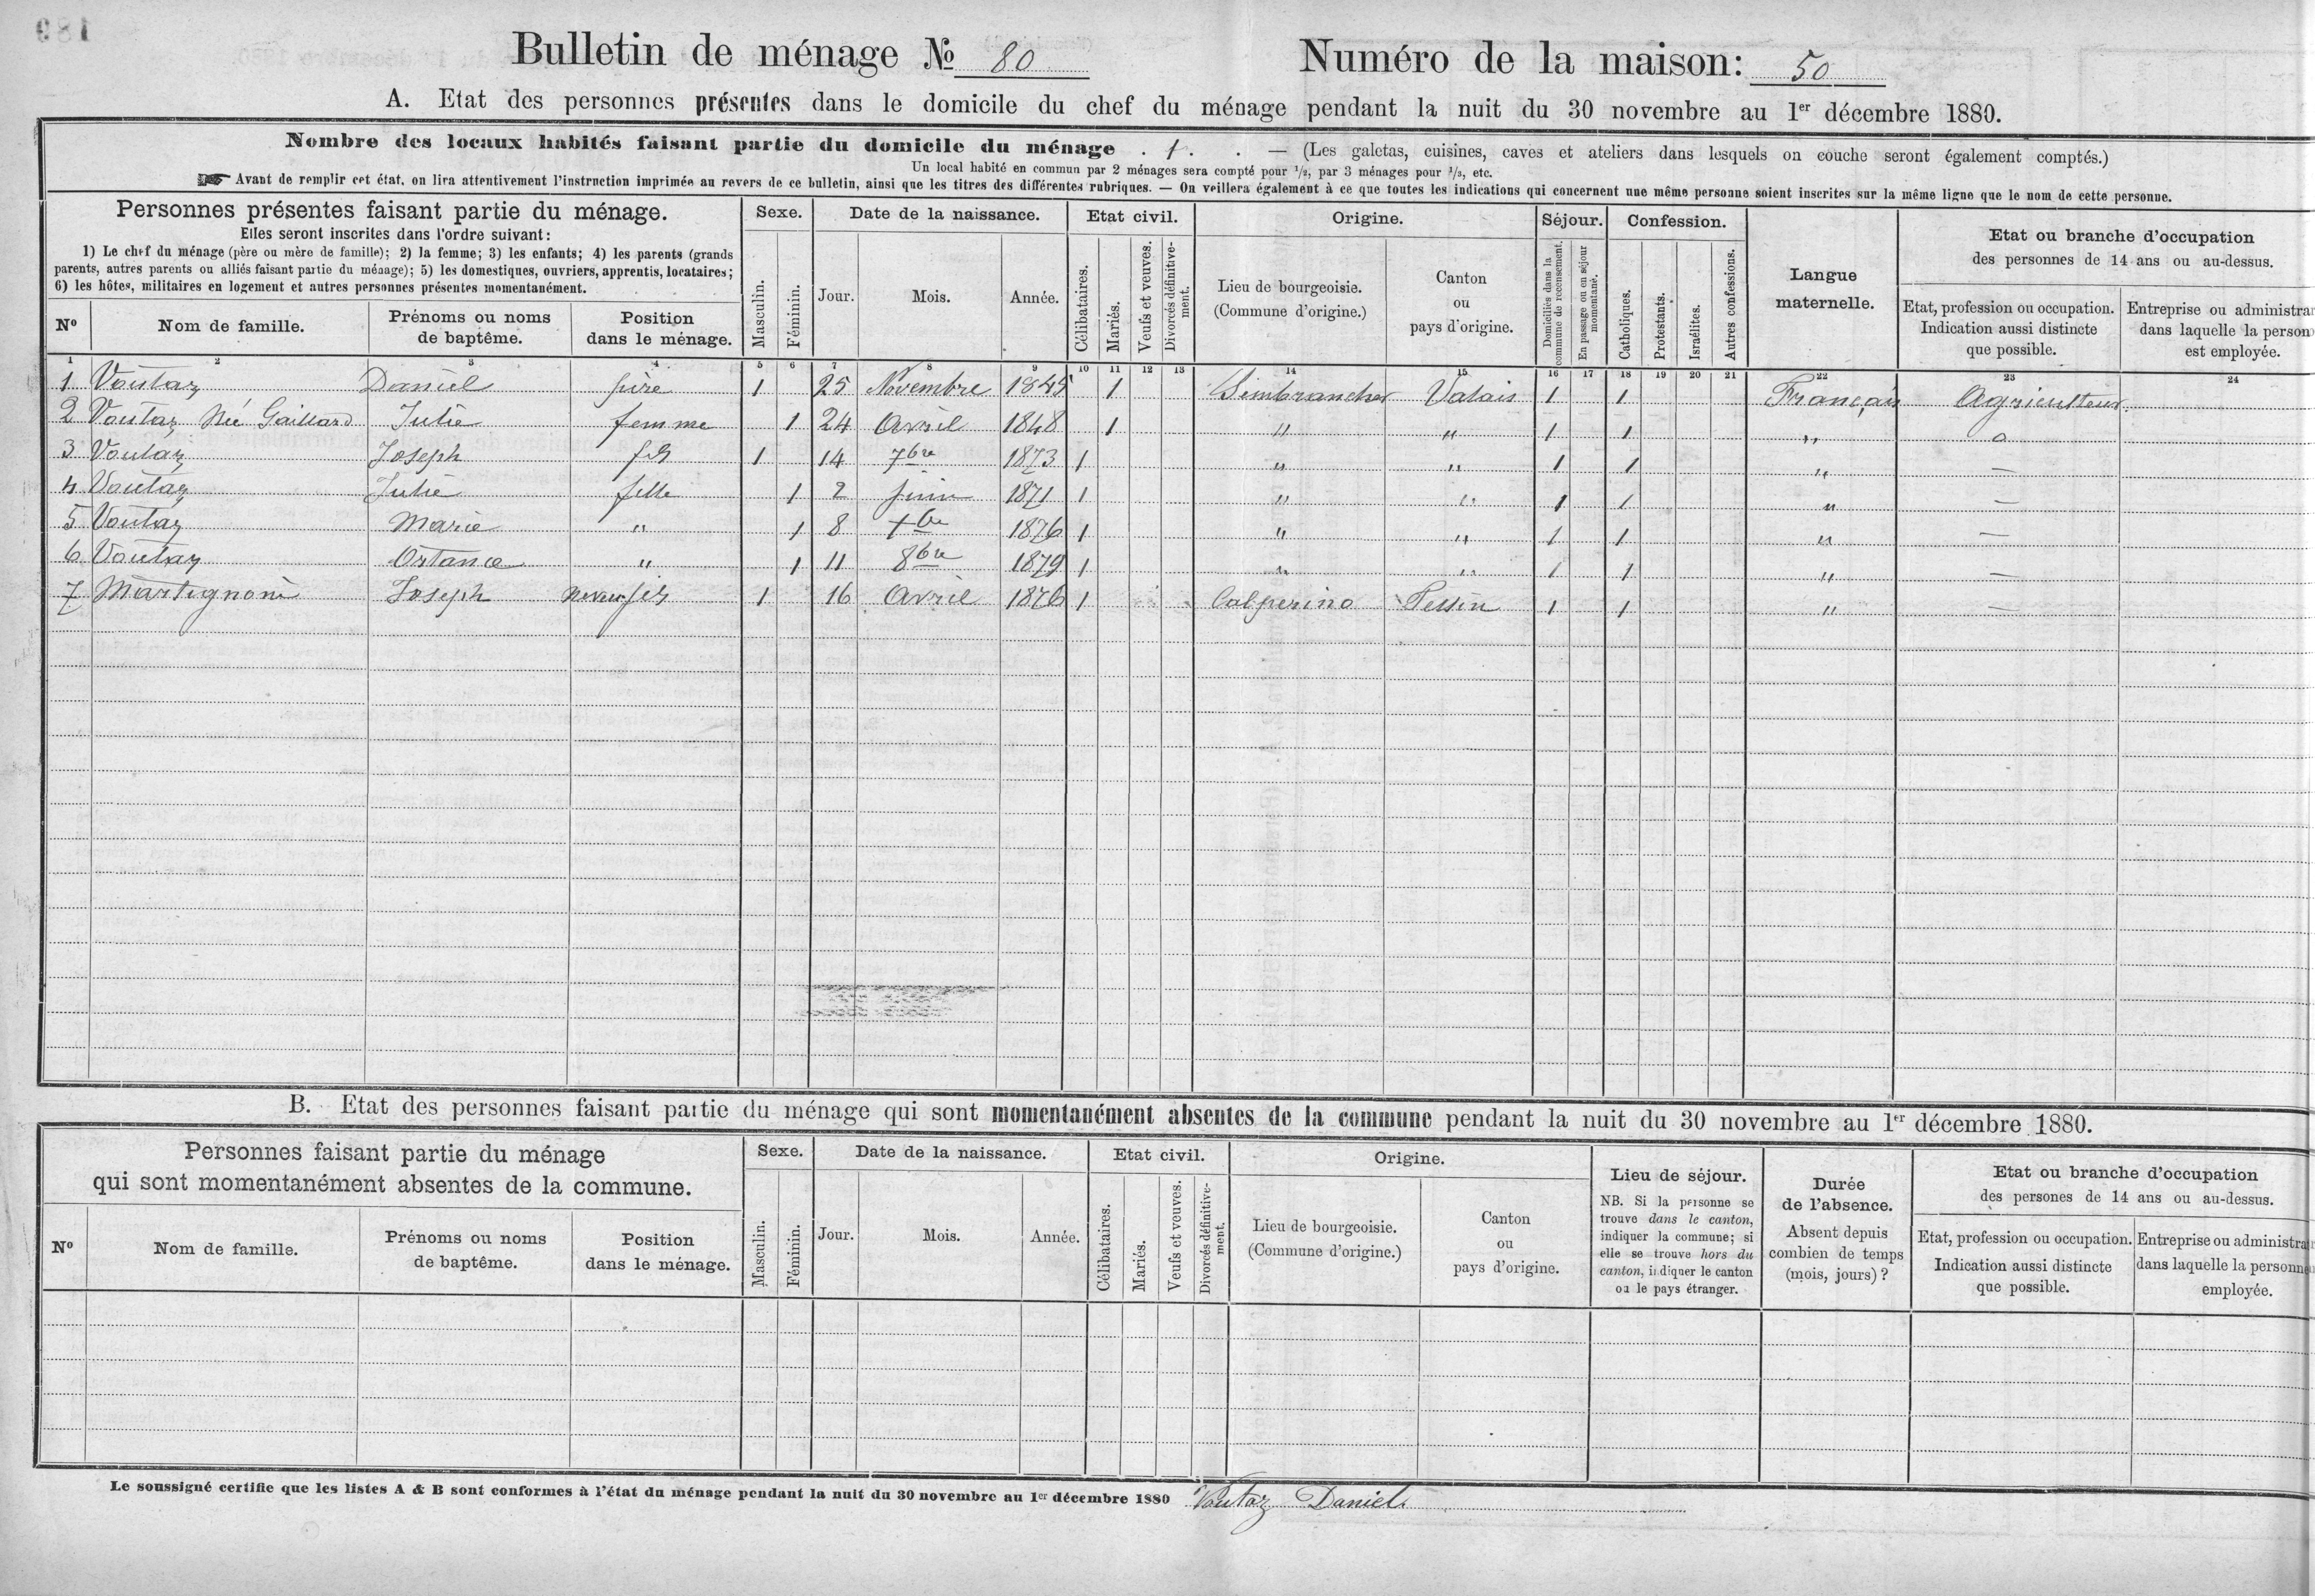 Bulletin de ménage No 80 Numéro de la maison: 50
A. Etat des personnes présentes dans le domicile du chef du ménage pendant la nuit du 30 novembre au 1er décembre 1880.
Nombre des locaux habités faisant partie du domicile du ménage . 1 . . — (Les galetas, cuisines, caves et ateliers dans lesquels on couche seront également comptés.)
Un local habité en commun par 2 ménages sera compté pour 1/2, par 3 ménages pour 1/3, etc.
☞ Avant de remplir cet état, on lira attentivement l'instruction imprimée au revers de ce bulletin, ainsi que les titres des différentes rubriques. — On veillera également à ce que toutes les indications qui concernent une même personne soient inscrites sur la même ligne que le nom de cette personne.
Personnes présentes faisant partie du ménage. Sexe. Date de la naissance. Etat civil. Origine. Séjour. Confession. Langue maternelle. Etat ou branche d'occupation
Elles seront inscrites dans l'ordre suivant: des personnes de 14 ans ou au-dessus.
1) Le chef du ménage (père ou mère de famille); 2) la femme; 3) les enfants; 4) les parents (grands
parents, autres parents ou alliés faisant partie du ménage); 5) les domestiques, ouvriers, apprentis, locataires;
6) les hôtes, militaires en logement et autres personnes présentes momentanément.
No Nom de famille. Prénoms ou noms de baptême. Position dans le ménage. Masculin. Féminin. Jour. Mois. Année. Célibataires. Mariés. Veufs et veuves. Divorcés définitivement. Lieu de bourgeoisie. (Commune d'origine.) Canton ou pays d'origine. Domiciliés dans la commune de recensement. En passage ou en séjour momentané. Catholiques. Protestants. Israélites. Autres confessions. Etat, profession ou occupation. Indication aussi distincte que possible. Entreprise ou administra dans laquelle la person est employée.
1 2 3 4 5 6 7 8 9 10 11 12 13 14 15 16 17 18 19 20 21 22 23 24
1 Voutaz Daniel père 1 25 Novembre 1845 1 Sembrancher Valais 1 1 Français Agriculteur
2 Voutaz Née Gaillard Julie femme 1 24 Avril 1848 1 " " 1 1 "
3 Voutaz Joseph fils 1 14 7bre 1873 1 " " 1 1 " —
4 Voutaz Julie fille 1 2 Juin 1871 1 " " 1 1 " —
5 Voutaz Marie " 1 8 1876 1 " " 1 1 " —
6 Voutaz Ortance " 1 11 8bre 1879 1 " " 1 1 " —
7 Martignoni Joseph neveu fils 1 16 Avril 1876 1 Calperino Tessin 1 1 " —
B. Etat des personnes faisant partie du ménage qui sont momentanément absentes de la commune pendant la nuit du 30 novembre au 1er décembre 1880.
Personnes faisant partie du ménage qui sont momentanément absentes de la commune. Sexe. Date de la naissance. Etat civil. Origine. Lieu de séjour. Durée de l'absence. Etat ou branche d'occupation
des persones de 14 ans ou au-dessus.
NB. Si la personne se trouve dans le canton, indiquer la commune; si elle se trouve hors du canton, indiquer le canton ou le pays étranger.
Absent depuis combien de temps (mois, jours)?
No Nom de famille. Prénoms ou noms de baptême. Position dans le ménage. Masculin. Féminin. Jour. Mois. Année. Célibataires. Mariés. Veufs et veuves. Divorcés définitivement. Lieu de bourgeoisie. (Commune d'origine.) Canton ou pays d'origine. Etat, profession ou occupation. Indication aussi distincte que possible. Entreprise ou administra dans laquelle la personne employée.
Le soussigné certifie que les listes A & B sont conformes à l'état du ménage pendant la nuit du 30 novembre au 1er décembre 1880 Voutaz Daniel